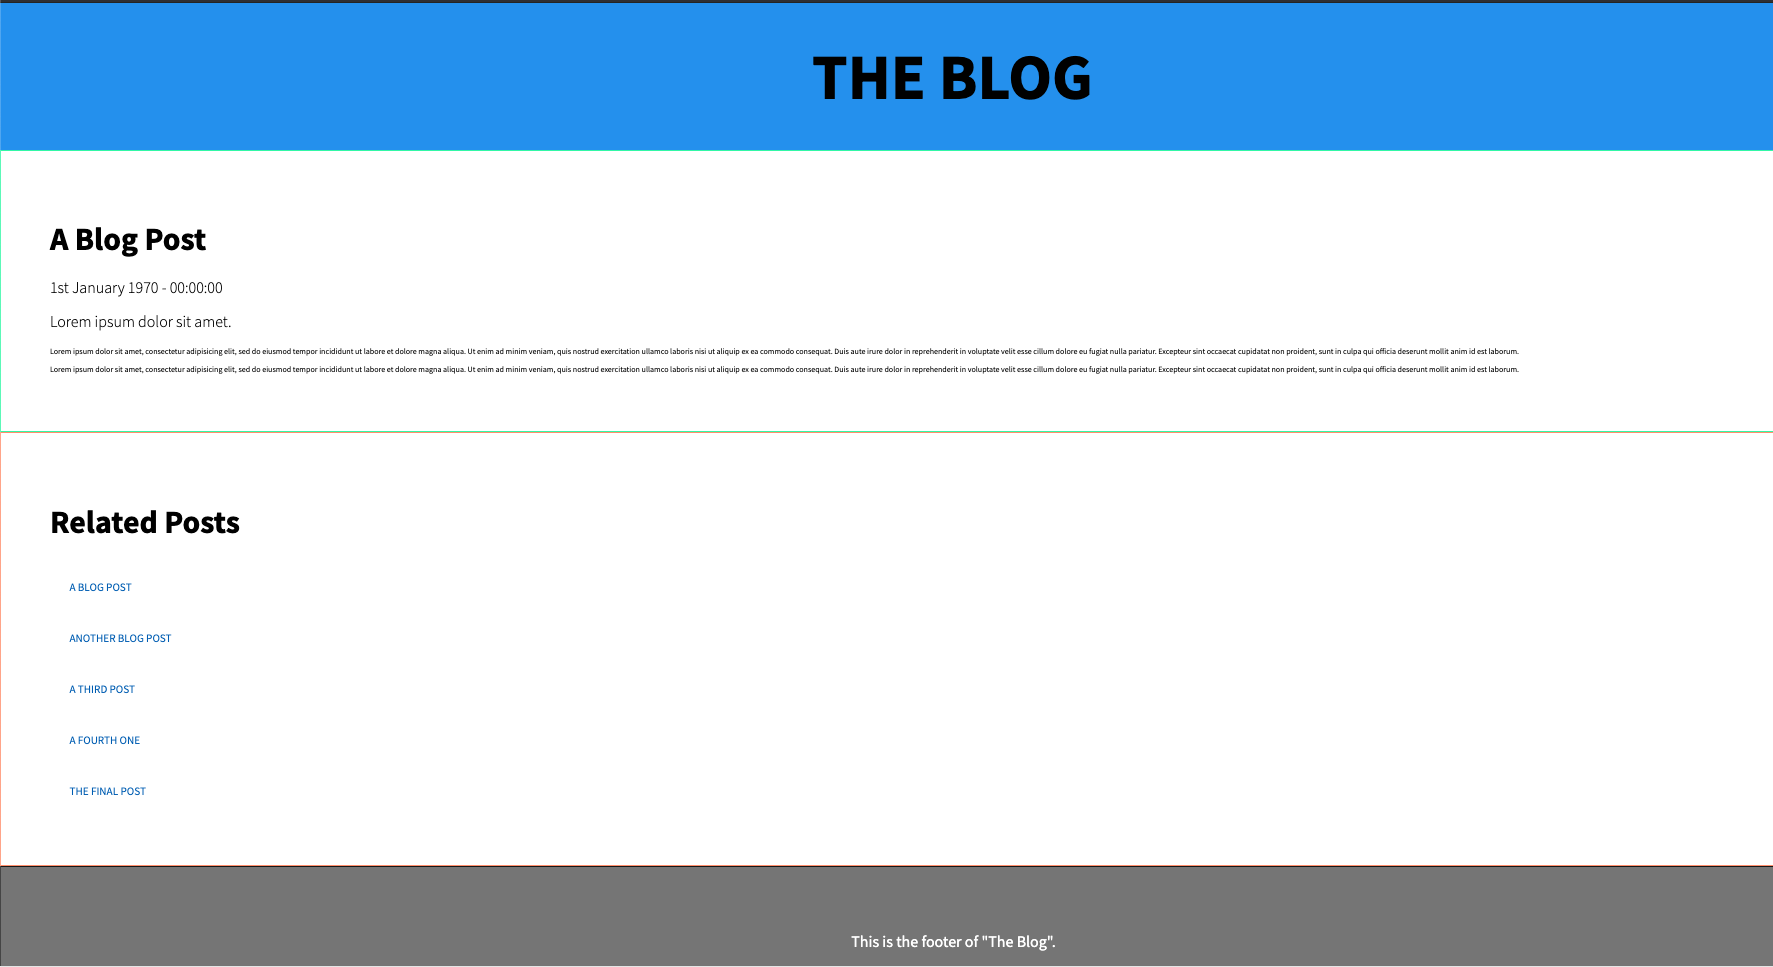 THE BLOG
A Blog Post
1st January 1970 - 00:00:00
Lorem ipsum dolor sit amet.
Lorem ipsum dolor sit amet, consectetur adipisicing elit, sed do eiusmod tempor incididunt ut labore et dolore magna aliqua. Ut enim ad minim veniam, quis nostrud exercitation ullamco laboris nisi ut aliquip ex ea commodo consequat. Duis aute irure dolor in reprehenderit in voluptate velit esse cillum dolore eu fugiat nulla pariatur. Excepteur sint occaecat cupidatat non proident, sunt in culpa qui officia deserunt mollit anim id est laborum.
Lorem ipsum dolor sit amet, consectetur adipisicing elit, sed do eiusmod tempor incididunt ut labore et dolore magna aliqua. Ut enim ad minim veniam, quis nostrud exercitation ullamco laboris nisi ut aliquip ex ea commodo consequat. Duis aute irure dolor in reprehenderit in voluptate velit esse cillum dolore eu fugiat nulla pariatur. Excepteur sint occaecat cupidatat non proident, sunt in culpa qui officia deserunt mollit anim id est laborum.
Related Posts
A BLOG POST
ANOTHER BLOG POST
A THIRD POST
A FOURTH ONE
THE FINAL POST
This is the footer of "The Blog".